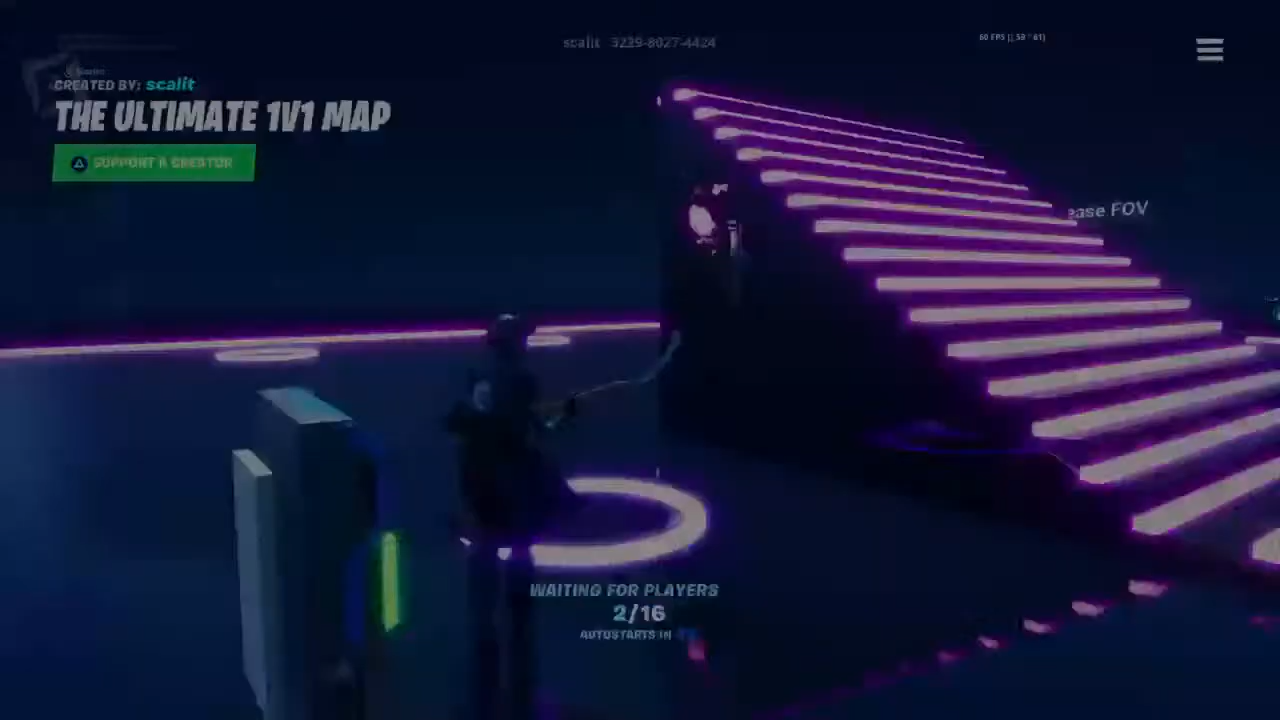 scalit 3229-8027-4424
CREATED BY: scalit
THE ULTIMATE 1V1 MAP
SUPPORT A CREATOR
ease FOV
WAITING FOR PLAYERS
2/16
AUTOSTARTS IN